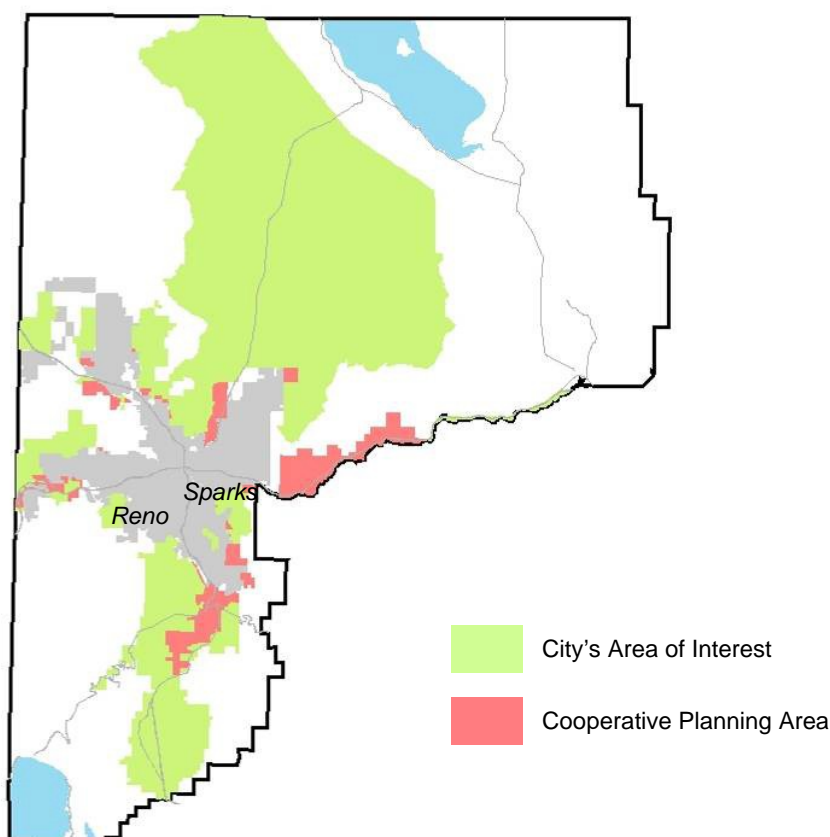 Sparks
Reno
City's Area of Interest
Cooperative Planning Area